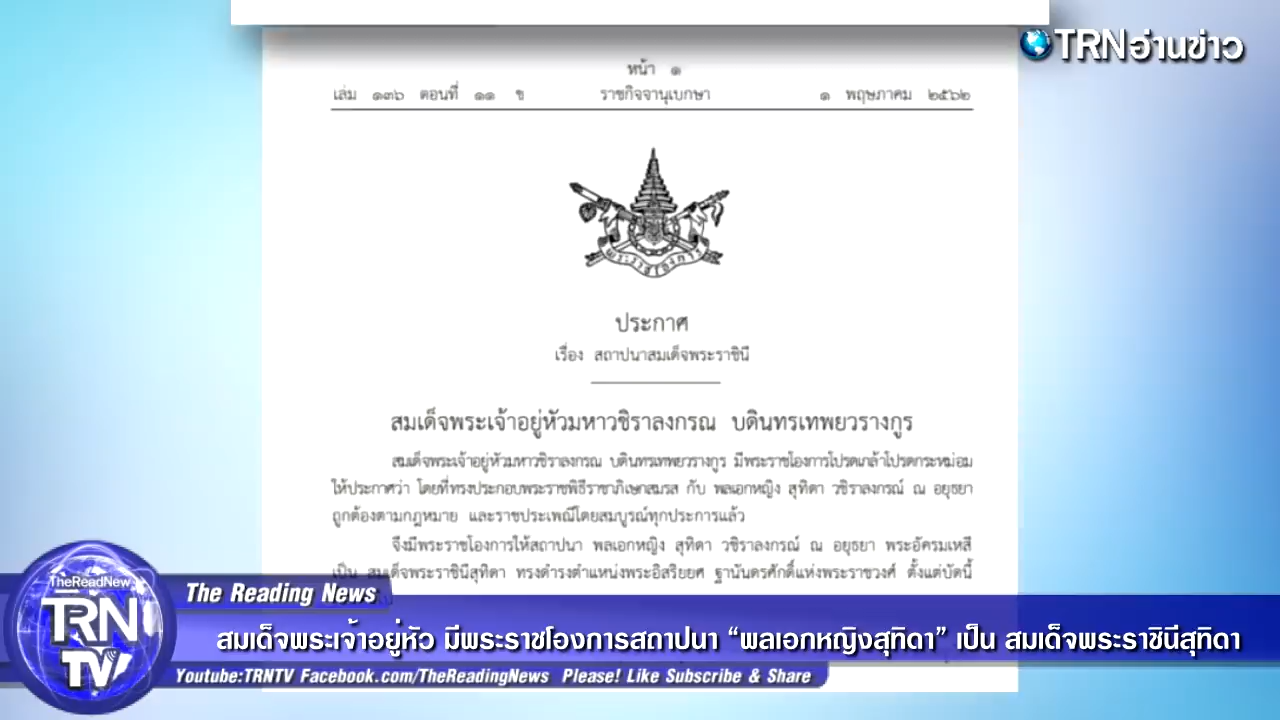 TRNอ่านข่าว
หน้า ๑
เล่ม ๑๓๖ ตอนที่ ๑๑ ข ราชกิจจานุเบกษา ๑ พฤษภาคม ๒๕๖๒
พระบรมราชโองการ
ประกาศ
เรื่อง สถาปนาสมเด็จพระราชินี
สมเด็จพระเจ้าอยู่หัวมหาวชิราลงกรณ บดินทรเทพยวรางกูร
สมเด็จพระเจ้าอยู่หัวมหาวชิราลงกรณ บดินทรเทพยวรางกูร มีพระราชโองการโปรดเกล้าโปรดกระหม่อม
ให้ประกาศว่า โดยที่ทรงประกอบพระราชพิธีราชาภิเษกสมรส กับ พลเอกหญิง สุทิดา วชิราลงกรณ์ ณ อยุธยา
ถูกต้องตามกฎหมาย และราชประเพณีโดยสมบูรณ์ทุกประการแล้ว
จึงมีพระราชโองการให้สถาปนา พลเอกหญิง สุทิดา วชิราลงกรณ์ ณ อยุธยา พระอัครมเหสี
เป็น สมเด็จพระราชินีสุทิดา ทรงดำรงตำแหน่งพระอิสริยยศ ฐานันดรศักดิ์แห่งพระราชวงศ์ ตั้งแต่บัดนี้
TheReadNew
TRN
TV
The Reading News
สมเด็จพระเจ้าอยู่หัว มีพระราชโองการสถาปนา “พลเอกหญิงสุทิดา” เป็น สมเด็จพระราชินีสุทิดา
Youtube:TRNTV Facebook.com/TheReadingNews Please! Like Subscribe & Share